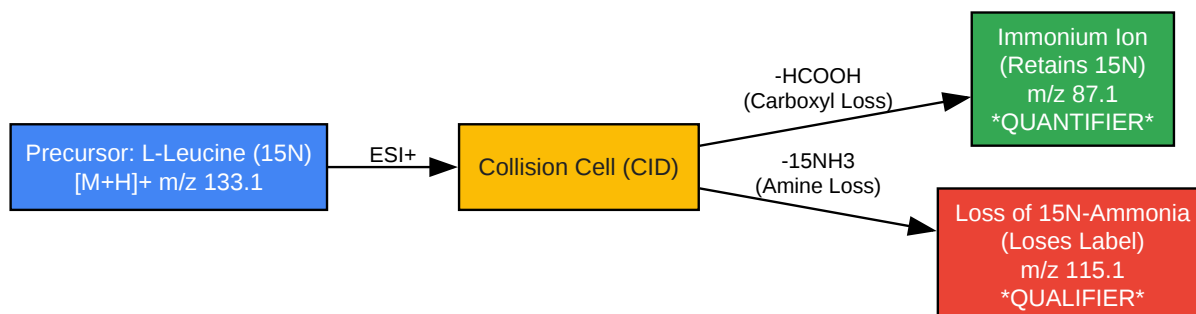 Precursor: L-Leucine (15N)
[M+H]+ m/z 133.1
ESI+
Collision Cell (CID)
-HCOOH
(Carboxyl Loss)
Immonium Ion
(Retains 15N)
m/z 87.1
*QUANTIFIER*
-15NH3
(Amine Loss)
Loss of 15N-Ammonia
(Loses Label)
m/z 115.1
*QUALIFIER*